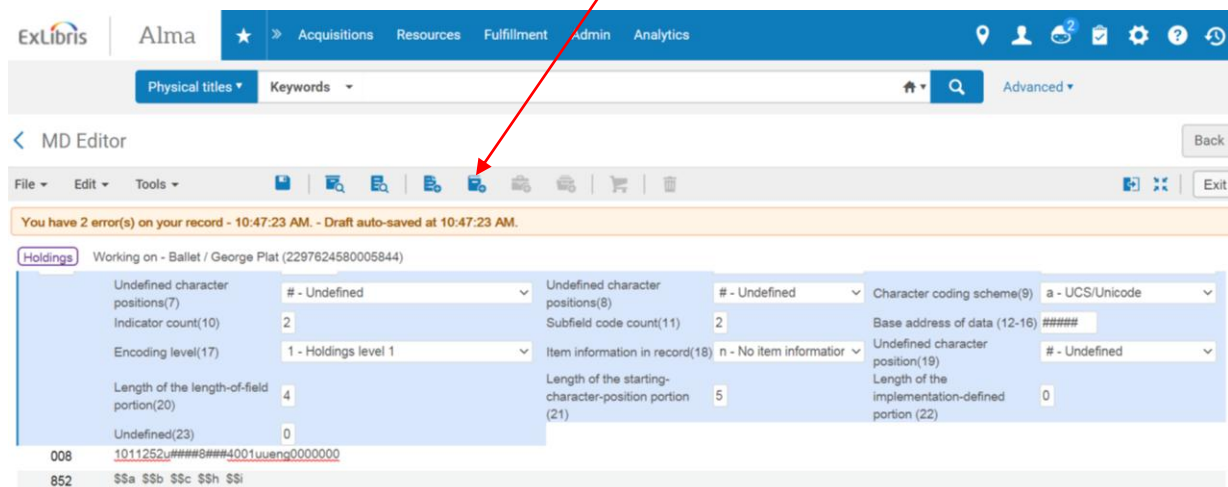 ExLibris Alma Acquisitions Resources Fulfillment Admin Analytics 2
Physical titles Keywords Advanced
MD Editor Back
File Edit Tools Exit
You have 2 error(s) on your record - 10:47:23 AM. - Draft auto-saved at 10:47:23 AM.
Holdings Working on - Ballet / George Plat (2297624580005844)
Undefined character positions(7) # - Undefined Undefined character positions(8) # - Undefined Character coding scheme(9) a - UCS/Unicode
Indicator count(10) 2 Subfield code count(11) 2 Base address of data (12-16) #####
Encoding level(17) 1 - Holdings level 1 Item information in record(18) n - No item information Undefined character position(19) # - Undefined
Length of the length-of-field portion(20) 4 Length of the starting-character-position portion (21) 5 Length of the implementation-defined portion (22) 0
Undefined(23) 0
008 1011252u####8###4001uueng0000000
852 $$a $$b $$c $$h $$i